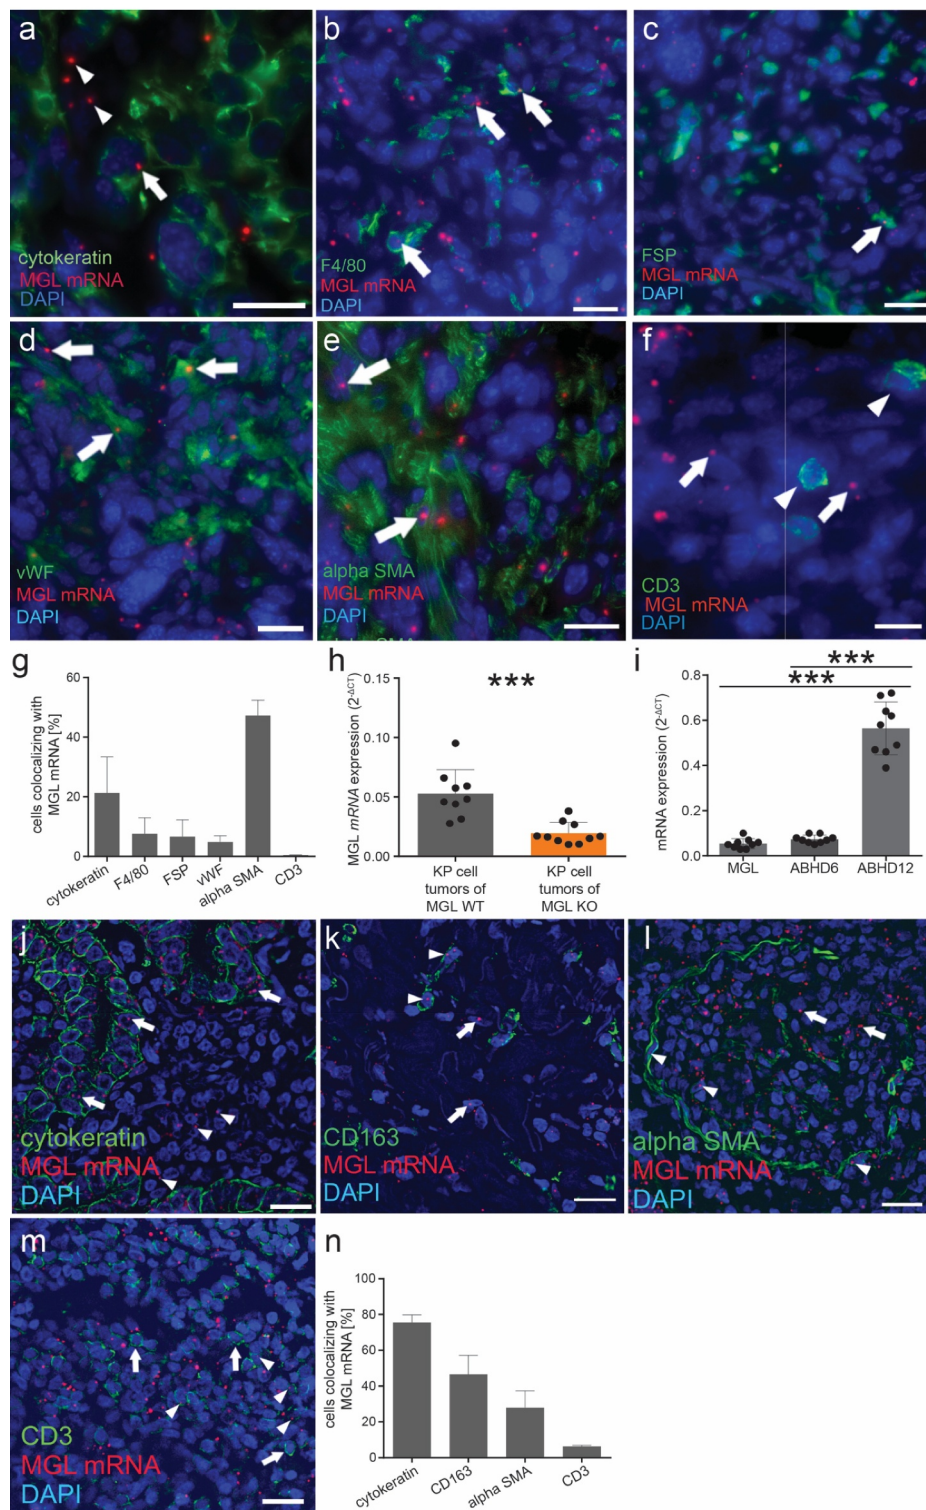 a
cytokeratin
MGL mRNA
DAPI
b
F4/80
MGL mRNA
DAPI
c
FSP
MGL mRNA
DAPI
d
vWF
MGL mRNA
DAPI
e
alpha SMA
MGL mRNA
DAPI
alpha SMA
f
CD3
MGL mRNA
DAPI
g
cells colocalizing with
MGL mRNA [%]
60
40
20
0
cytokeratin
F4/80
FSP
vWF
alpha SMA
CD3
h
MGL mRNA expression (2-ΔCT)
0.15
0.10
0.05
0.00
***
KP cell
tumors of
MGL WT
KP cell
tumors of
MGL KO
i
mRNA expression (2-ΔCT)
0.8
0.6
0.4
0.2
0.0
***
***
MGL
ABHD6
ABHD12
j
cytokeratin
MGL mRNA
DAPI
k
CD163
MGL mRNA
DAPI
l
alpha SMA
MGL mRNA
DAPI
m
CD3
MGL mRNA
DAPI
n
cells colocalizing with
MGL mRNA [%]
100
80
60
40
20
0
cytokeratin
CD163
alpha SMA
CD3